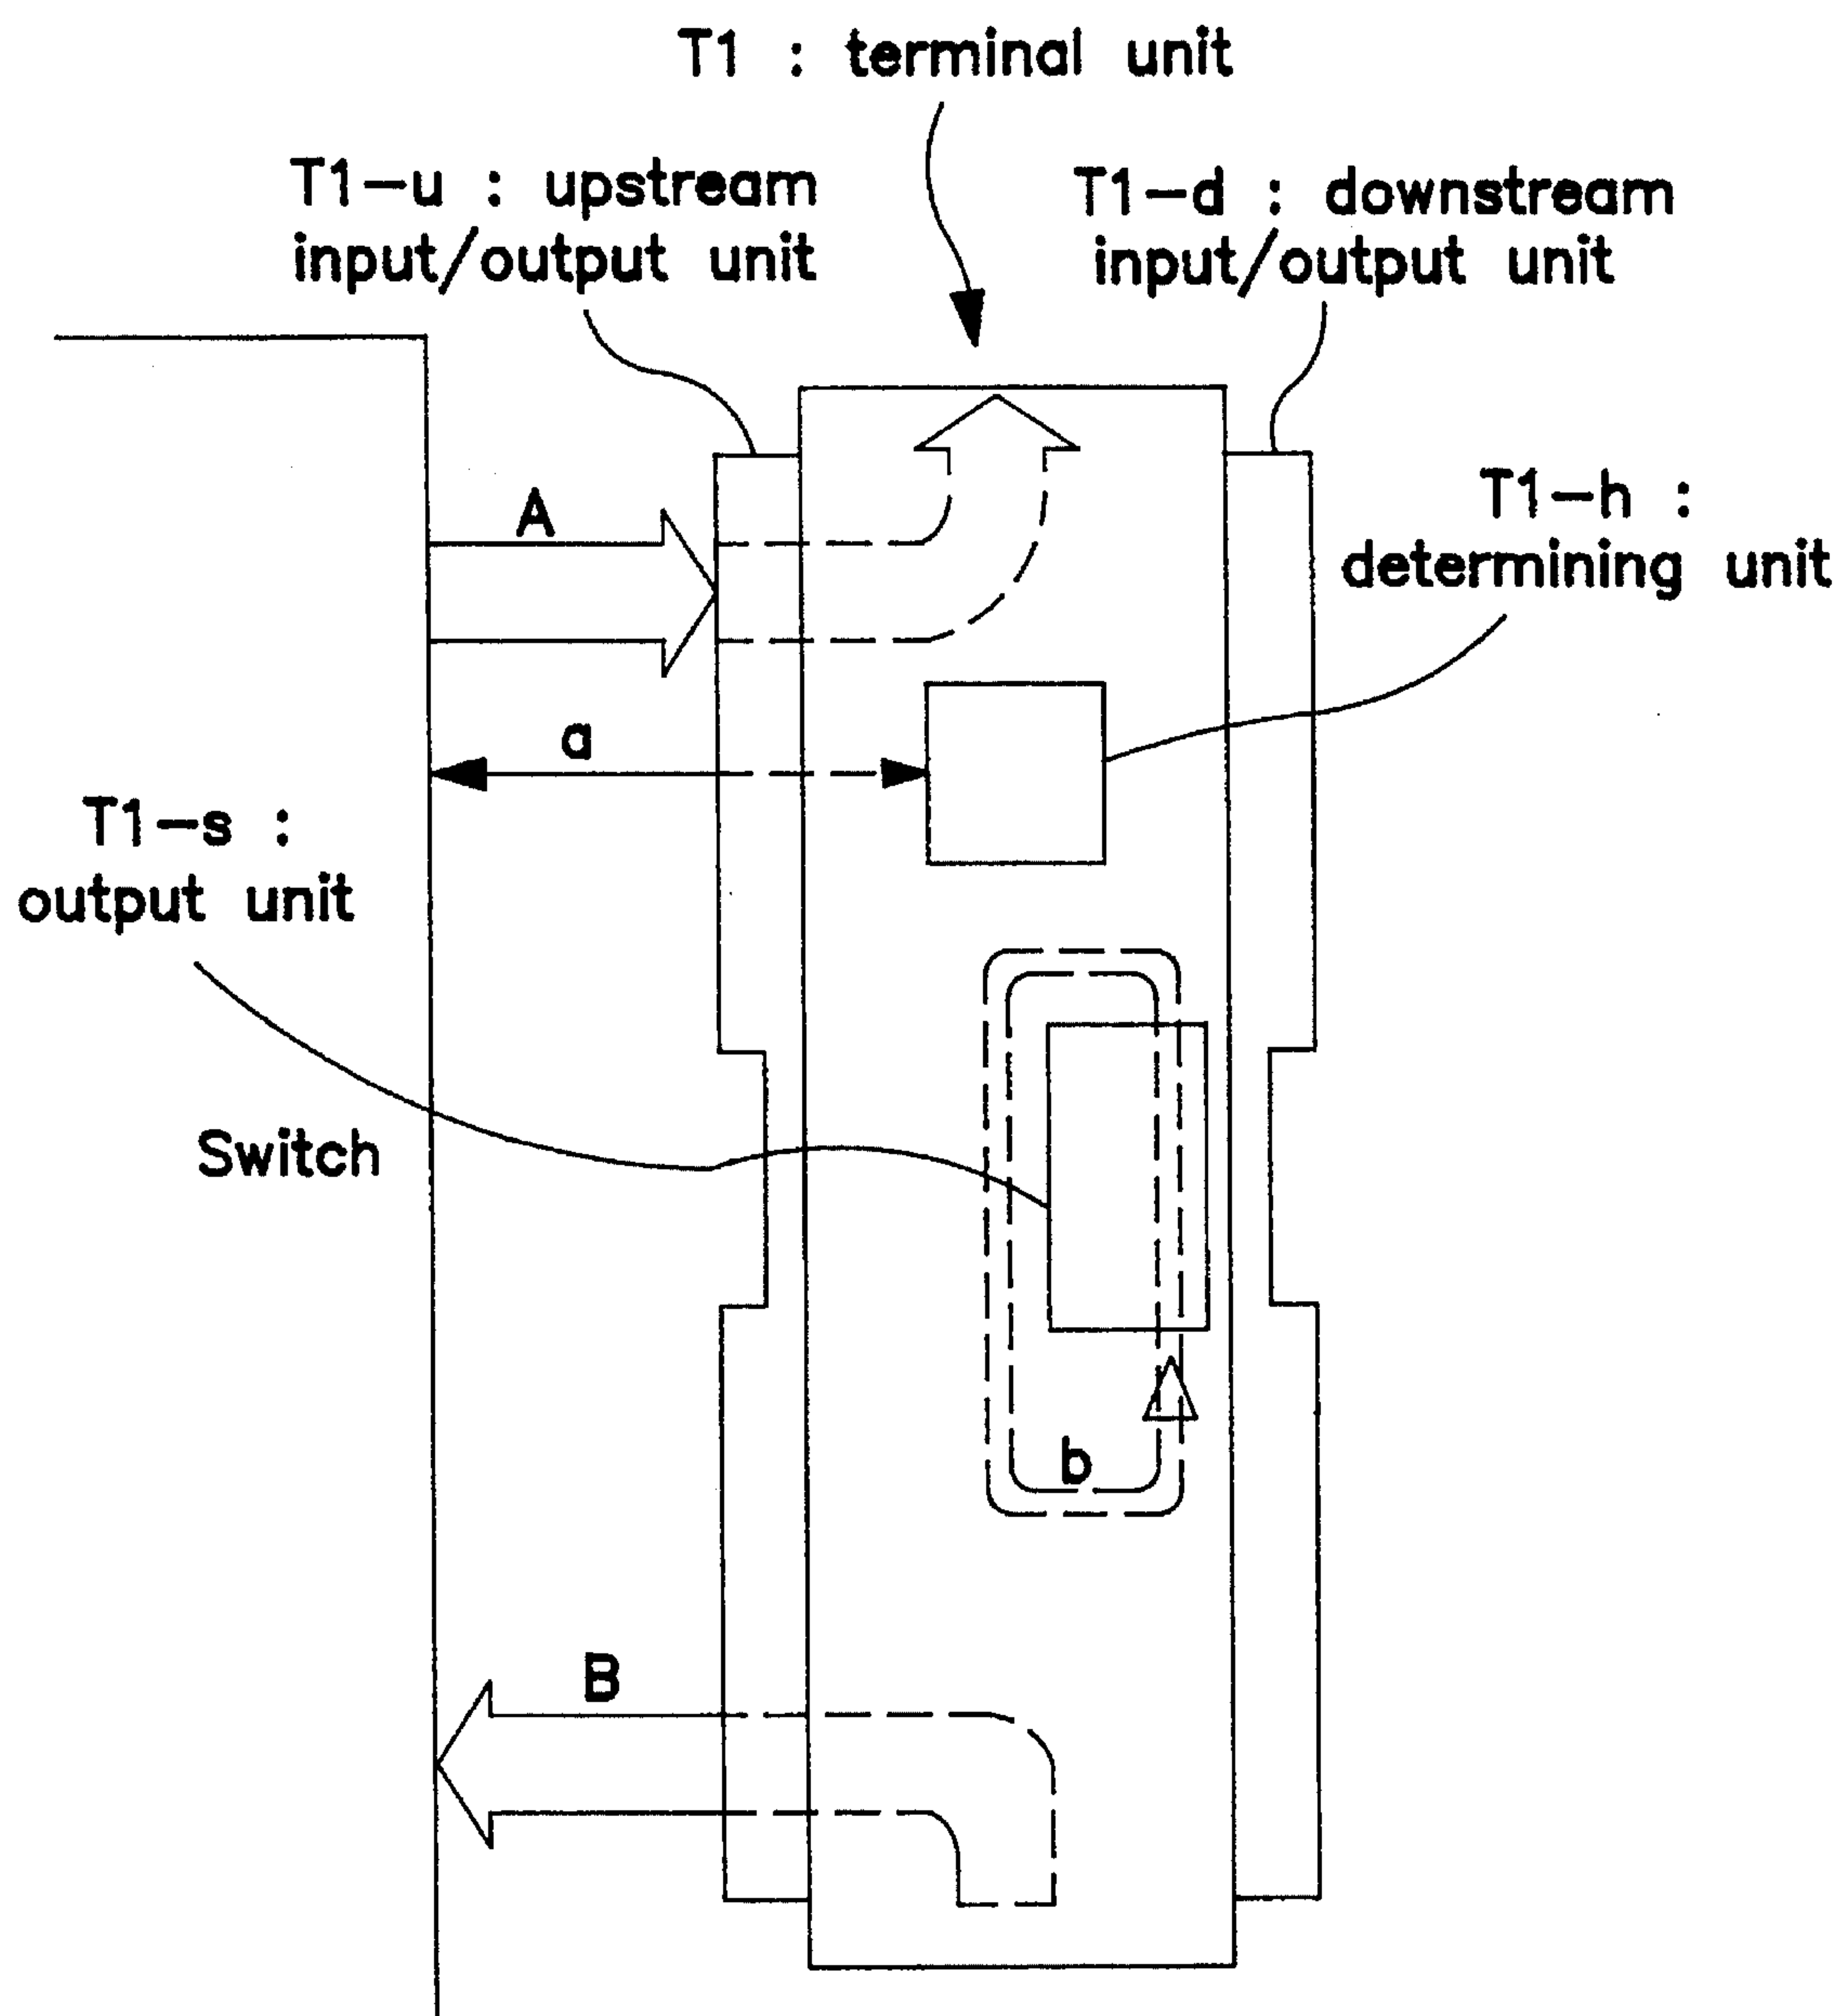 T1 : terminal unit
T1-u : upstream
input/output unit
T1-d : downstream
input/output unit
T1-h :
determining unit
A
a
T1-s :
output unit
Switch
b
B